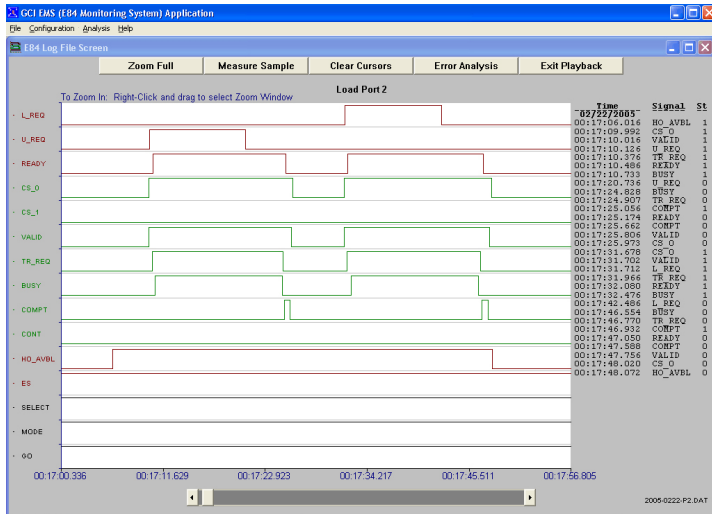 GCI EMS (E84 Monitoring System) Application
File Configuration Analysis Help
E84 Log File Screen
Zoom Full Measure Sample Clear Cursors Error Analysis Exit Playback
Load Port 2
To Zoom In: Right-Click and drag to select Zoom Window
- L_REQ
- U_REQ
- READY
- CS_0
- CS_1
- VALID
- TR_REQ
- BUSY
- COMPT
- CONT
- HO_AVBL
- ES
- SELECT
- MODE
- GO
00:17:00.336 00:17:11.629 00:17:22.923 00:17:34.217 00:17:45.511 00:17:56.805
Time Signal St
02/22/2005
00:17:06.016 HO_AVBL 1
00:17:09.992 CS_0 1
00:17:10.016 VALID 1
00:17:10.126 U_REQ 1
00:17:10.376 TR_REQ 1
00:17:10.486 READY 1
00:17:10.733 BUSY 1
00:17:20.736 U_REQ 0
00:17:24.828 BUSY 0
00:17:24.907 TR_REQ 0
00:17:25.056 COMPT 1
00:17:25.174 READY 0
00:17:25.662 COMPT 0
00:17:25.806 VALID 0
00:17:25.973 CS_0 0
00:17:31.678 CS_0 1
00:17:31.702 VALID 1
00:17:31.712 L_REQ 1
00:17:31.966 TR_REQ 1
00:17:32.080 READY 1
00:17:32.476 BUSY 1
00:17:42.486 L_REQ 0
00:17:46.554 BUSY 0
00:17:46.770 TR_REQ 0
00:17:46.932 COMPT 1
00:17:47.050 READY 0
00:17:47.588 COMPT 0
00:17:47.756 VALID 0
00:17:48.020 CS_0 0
00:17:48.072 HO_AVBL 0
2005-0222-P2.DAT